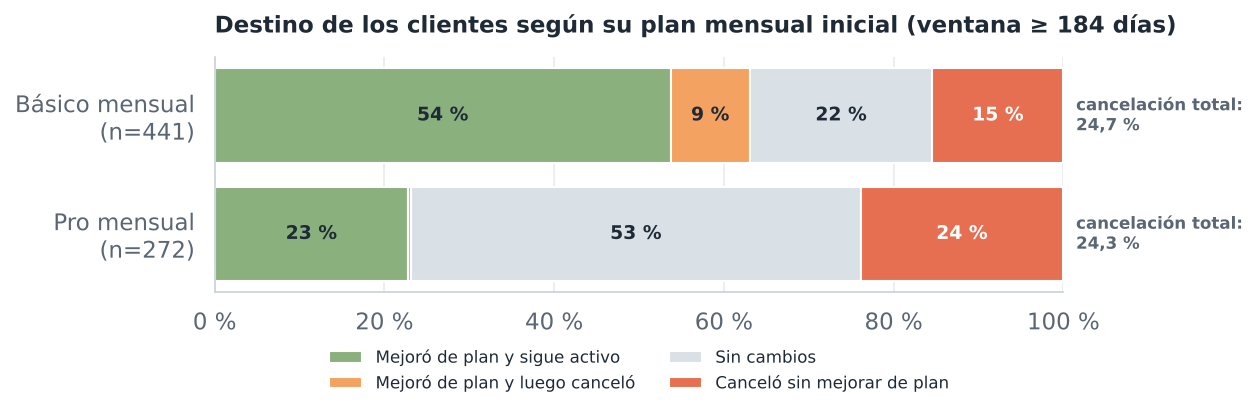 Destino de los clientes según su plan mensual inicial (ventana ≥ 184 días)
Básico mensual
(n=441)
54 %
9 %
22 %
15 %
cancelación total:
24,7 %
Pro mensual
(n=272)
23 %
53 %
24 %
cancelación total:
24,3 %
0 %
20 %
40 %
60 %
80 %
100 %
Mejoró de plan y sigue activo
Mejoró de plan y luego canceló
Sin cambios
Canceló sin mejorar de plan